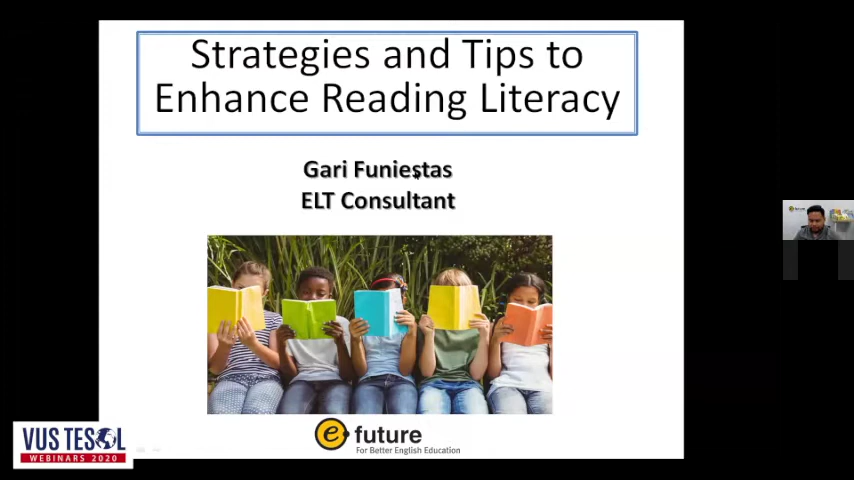 Strategies and Tips to
Enhance Reading Literacy
Gari Funiestas
ELT Consultant
e future
For Better English Education
VUS TESOL
WEBINARS 2020